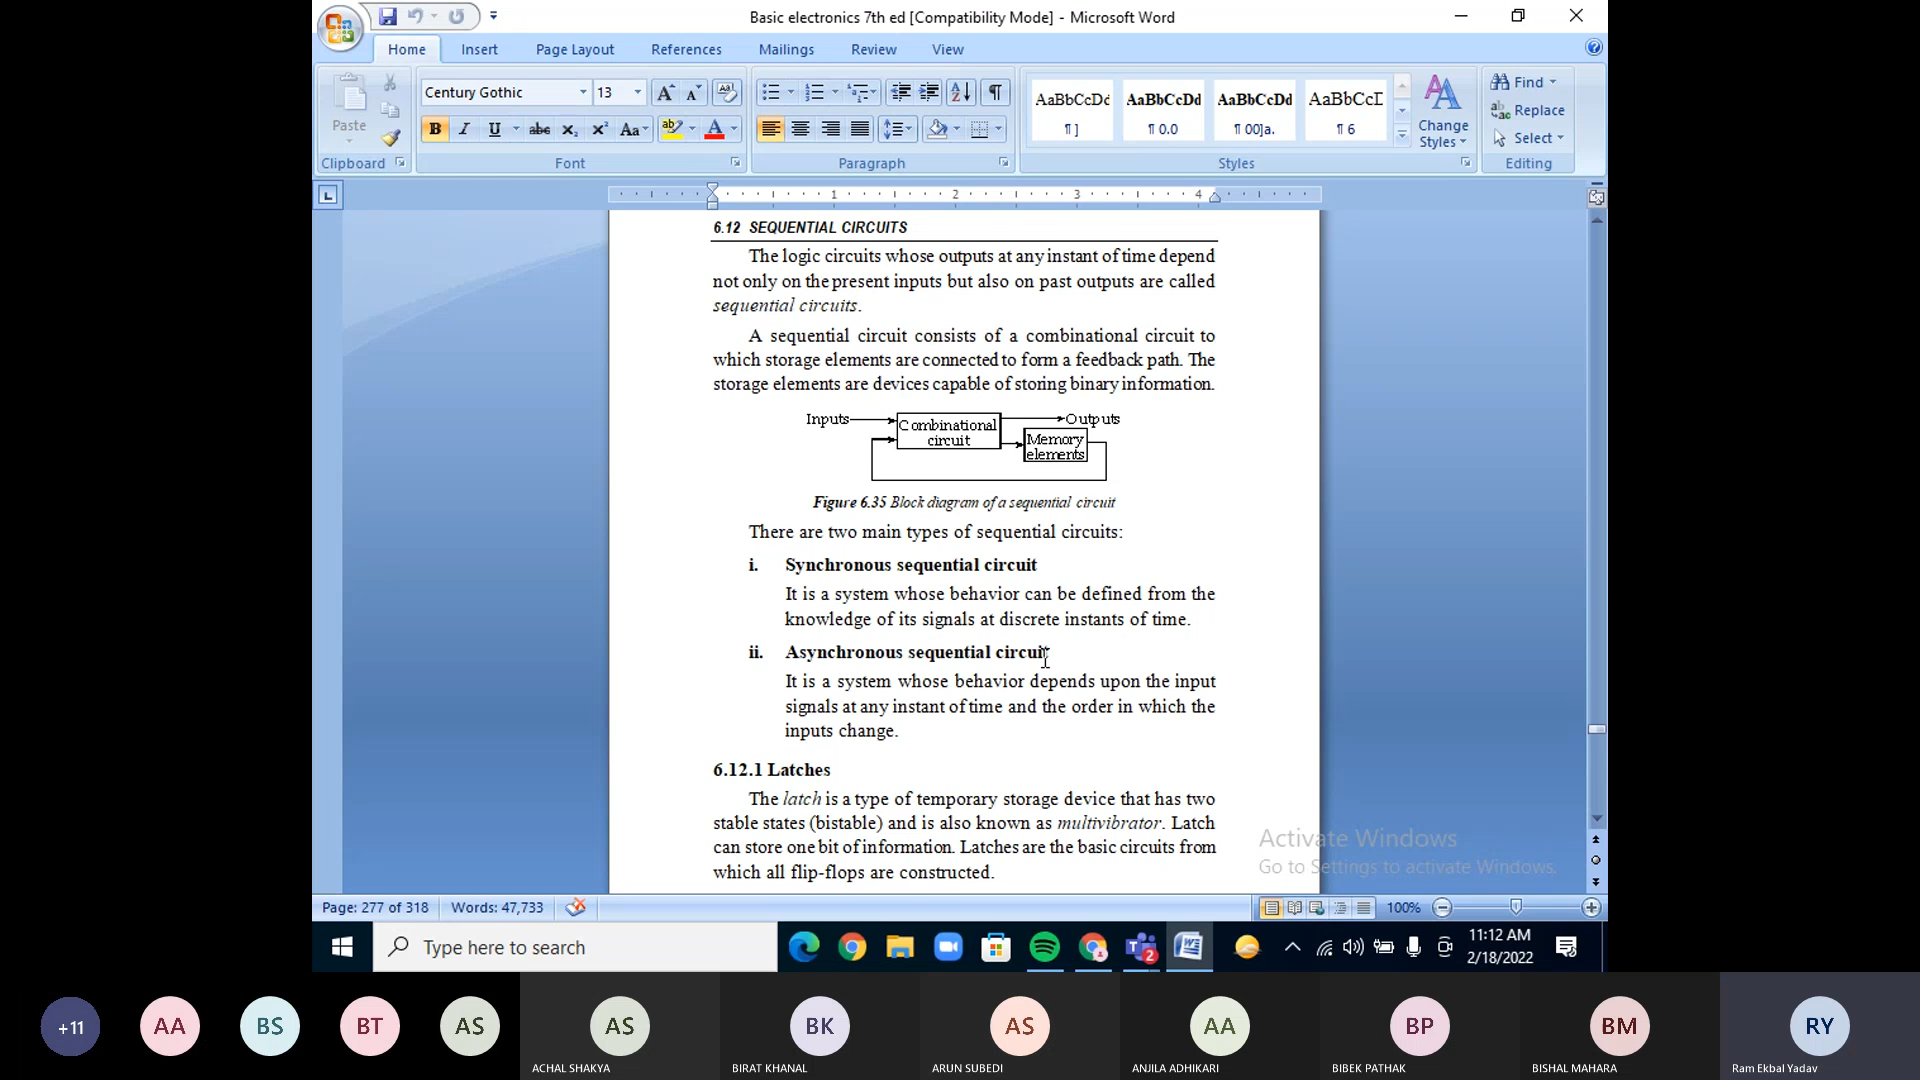 Basic electronics 7th ed [Compatibility Mode] - Microsoft Word
Home Insert Page Layout References Mailings Review View
Paste
Clipboard
Century Gothic 13
B I U abc X₂ X² Aa ab A
Font
Paragraph
AaBbCcDd AaBbCcDd AaBbCcDd AaBbCcD
¶ ] ¶ 0.0 ¶ 00]a. ¶ 6
Change Styles
Styles
Find
Replace
Select
Editing
1 2 3 4
6.12 SEQUENTIAL CIRCUITS
The logic circuits whose outputs at any instant of time depend
not only on the present inputs but also on past outputs are called
sequential circuits.
A sequential circuit consists of a combinational circuit to
which storage elements are connected to form a feedback path. The
storage elements are devices capable of storing binary information.
Inputs Combinational circuit Outputs
Memory elements
Figure 6.35 Block diagram of a sequential circuit
There are two main types of sequential circuits:
i. Synchronous sequential circuit
It is a system whose behavior can be defined from the
knowledge of its signals at discrete instants of time.
ii. Asynchronous sequential circuit
It is a system whose behavior depends upon the input
signals at any instant of time and the order in which the
inputs change.
6.12.1 Latches
The latch is a type of temporary storage device that has two
stable states (bistable) and is also known as multivibrator. Latch
can store one bit of information. Latches are the basic circuits from
which all flip-flops are constructed.
Activate Windows
Go to Settings to activate Windows.
Page: 277 of 318 Words: 47,733 100%
Type here to search
2
11:12 AM
2/18/2022
+11 AA BS BT AS AS BK AS AA BP BM RY
ACHAL SHAKYA BIRAT KHANAL ARUN SUBEDI ANJILA ADHIKARI BIBEK PATHAK BISHAL MAHARA Ram Ekbal Yadav